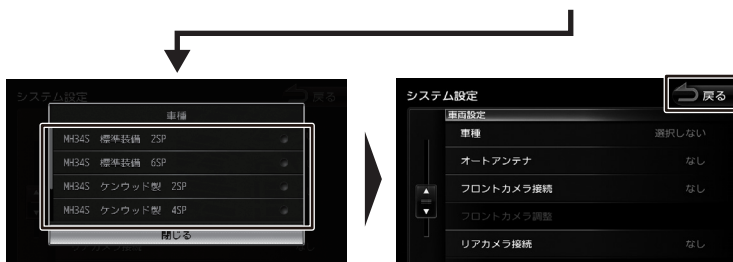 システム設定
戻る
車種
MH34S 標準装備 2SP
MH34S 標準装備 6SP
MH34S ケンウッド製 2SP
MH34S ケンウッド製 4SP
閉じる
システム設定
戻る
車両設定
車種 選択しない
オートアンテナ なし
フロントカメラ接続 なし
フロントカメラ調整
リアカメラ接続 なし